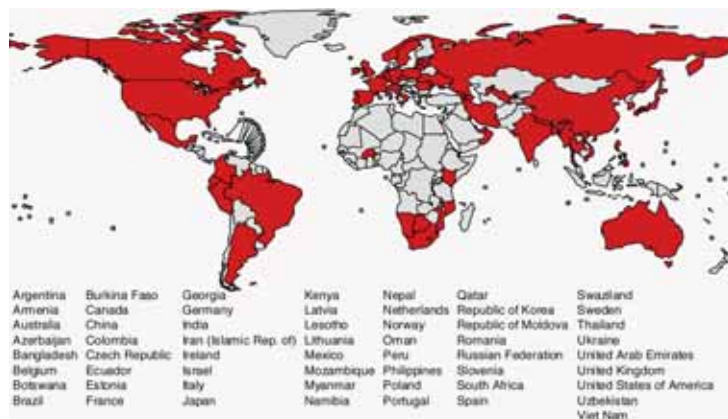 Argentina Burkina Faso Georgia Kenya Nepal Qatar Swaziland
Armenia Canada Germany Latvia Netherlands Republic of Korea Sweden
Australia China India Lesotho Norway Republic of Moldova Thailand
Azerbaijan Colombia Iran (Islamic Rep. of) Lithuania Oman Romania Ukraine
Bangladesh Czech Republic Ireland Mexico Peru Russian Federation United Arab Emirates
Belgium Ecuador Israel Mozambique Philippines Slovenia United Kingdom
Botswana Estonia Italy Myanmar Poland South Africa United States of America
Brazil France Japan Namibia Portugal Spain Uzbekistan
Viet Nam